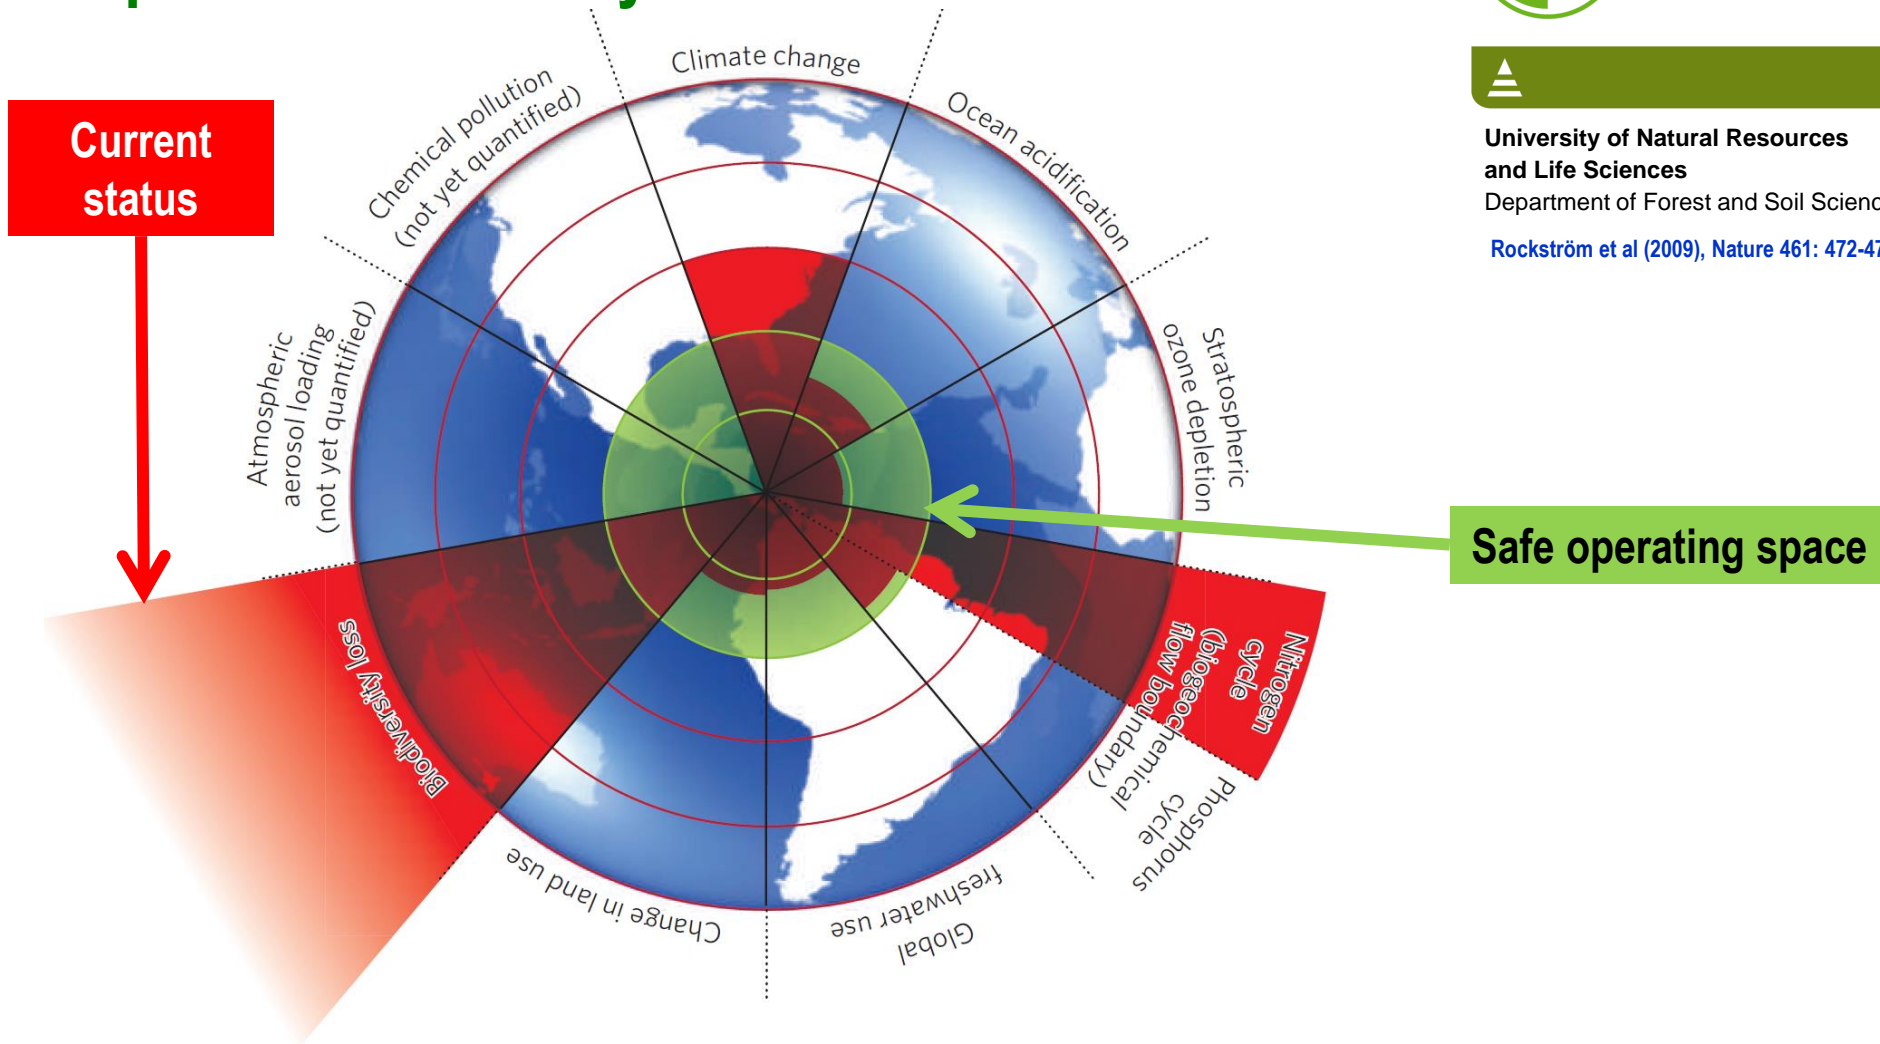 Current
status
Climate change
Ocean acidification
Stratospheric
ozone depletion
Nitrogen
cycle
(biogeochemical
flow boundary)
Phosphorus
cycle
Global
freshwater use
Change in land use
Biodiversity loss
Atmospheric
aerosol loading
(not yet quantified)
Chemical pollution
(not yet quantified)
Safe operating space
University of Natural Resources
and Life Sciences
Department of Forest and Soil Scienc
Rockström et al (2009), Nature 461: 472-47